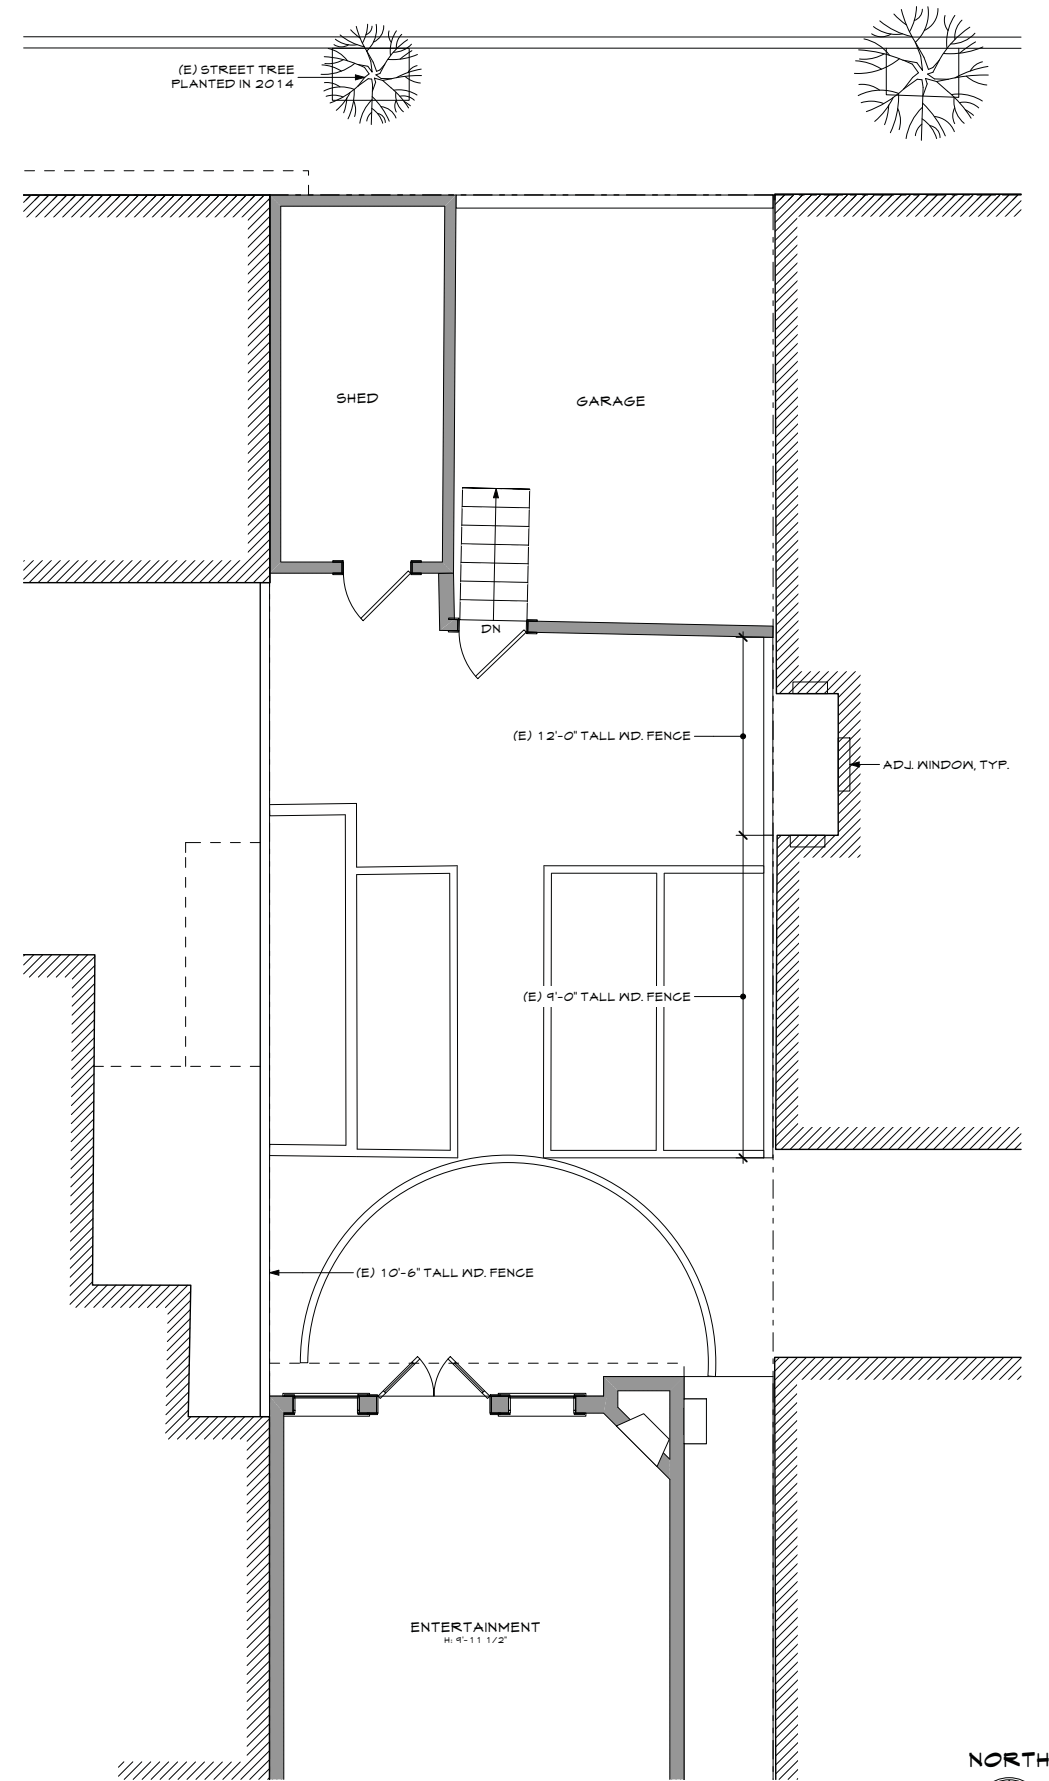 (E) STREET TREE
PLANTED IN 2014
SHED
GARAGE
DN
(E) 12'-0" TALL WD. FENCE
ADJ. WINDOW, TYP.
(E) 9'-0" TALL WD. FENCE
(E) 10'-6" TALL WD. FENCE
ENTERTAINMENT
H: 9'-11 1/2"
NORTH